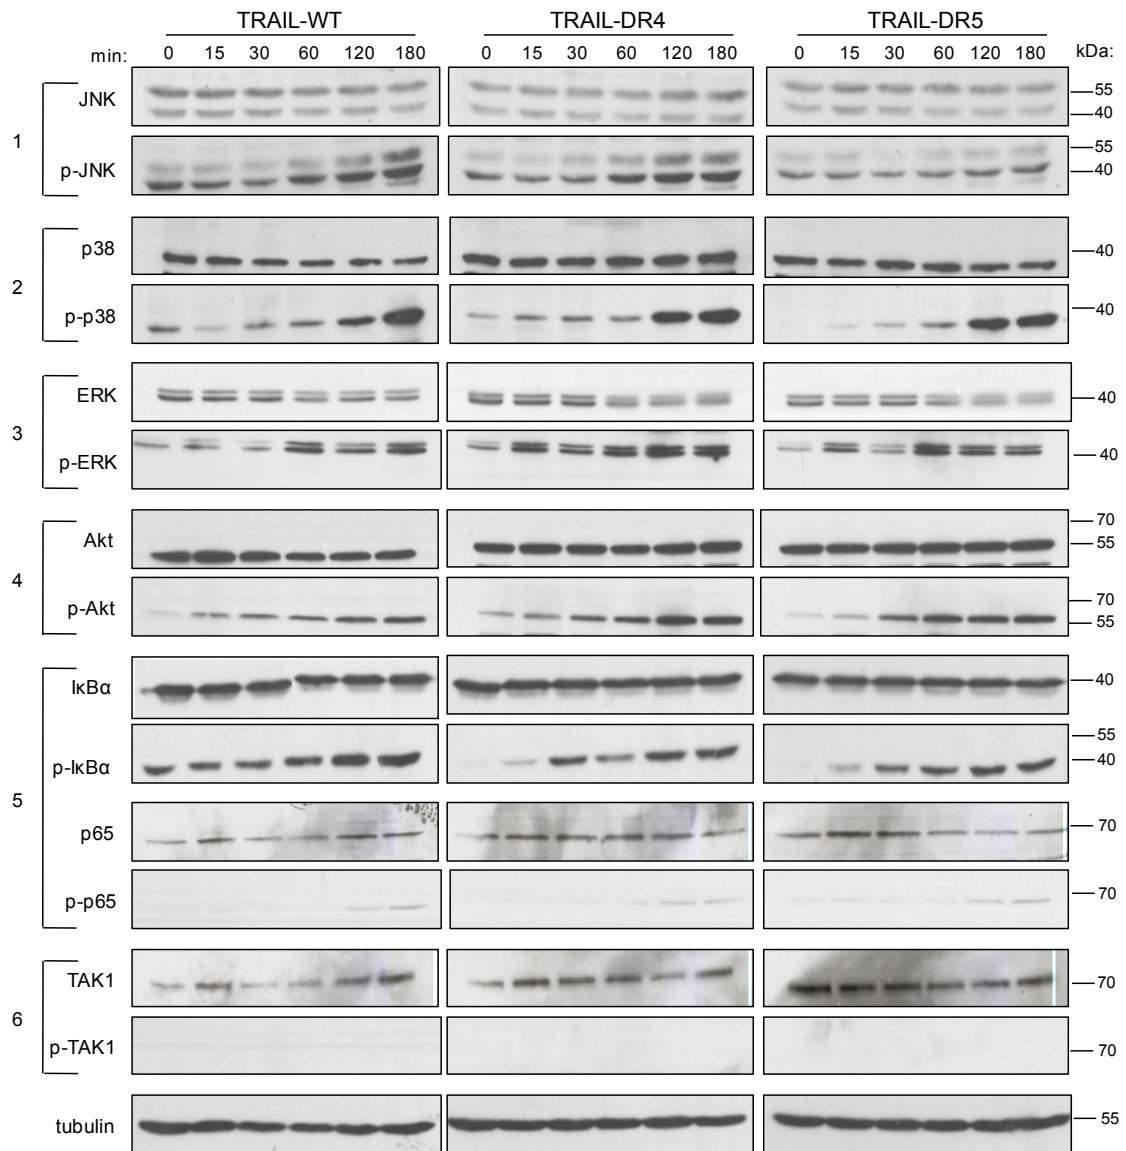 TRAIL-WT TRAIL-DR4 TRAIL-DR5
min: 0 15 30 60 120 180 0 15 30 60 120 180 0 15 30 60 120 180 kDa:
1
JNK 55
40
p-JNK 55
40
2
p38 40
p-p38 40
3
ERK 40
p-ERK 40
4
Akt 70
55
p-Akt 70
55
5
IκBα 40
p-IκBα 55
40
p65 70
p-p65 70
6
TAK1 70
p-TAK1 70
tubulin 55